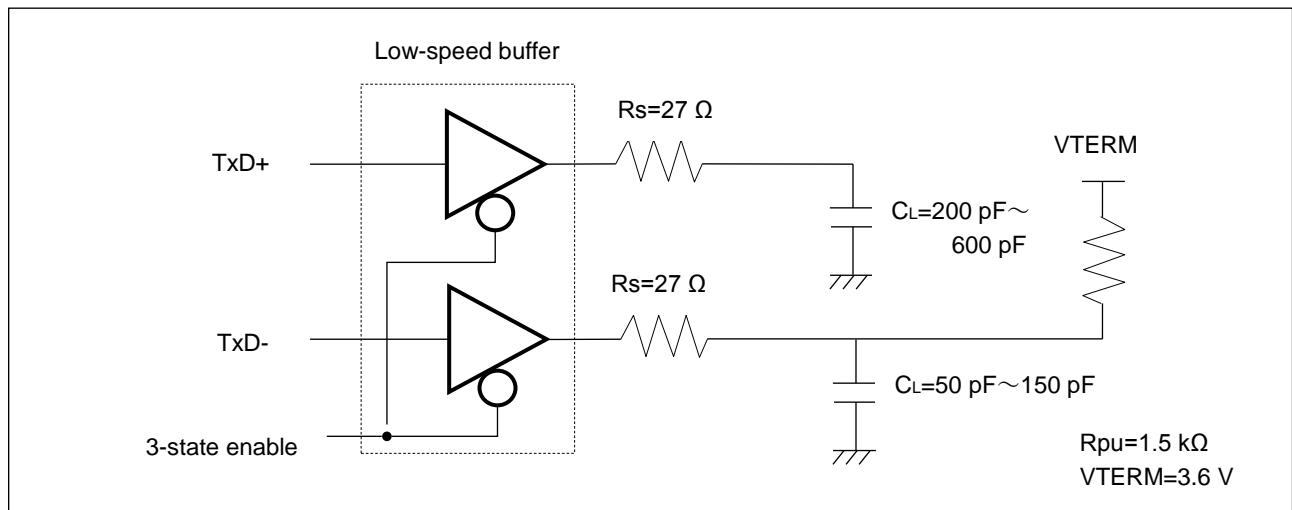 Low-speed buffer
Rs=27 Ω
TxD+
VTERM
CL=200 pF～
600 pF
Rs=27 Ω
TxD-
CL=50 pF～150 pF
3-state enable
Rpu=1.5 kΩ
VTERM=3.6 V